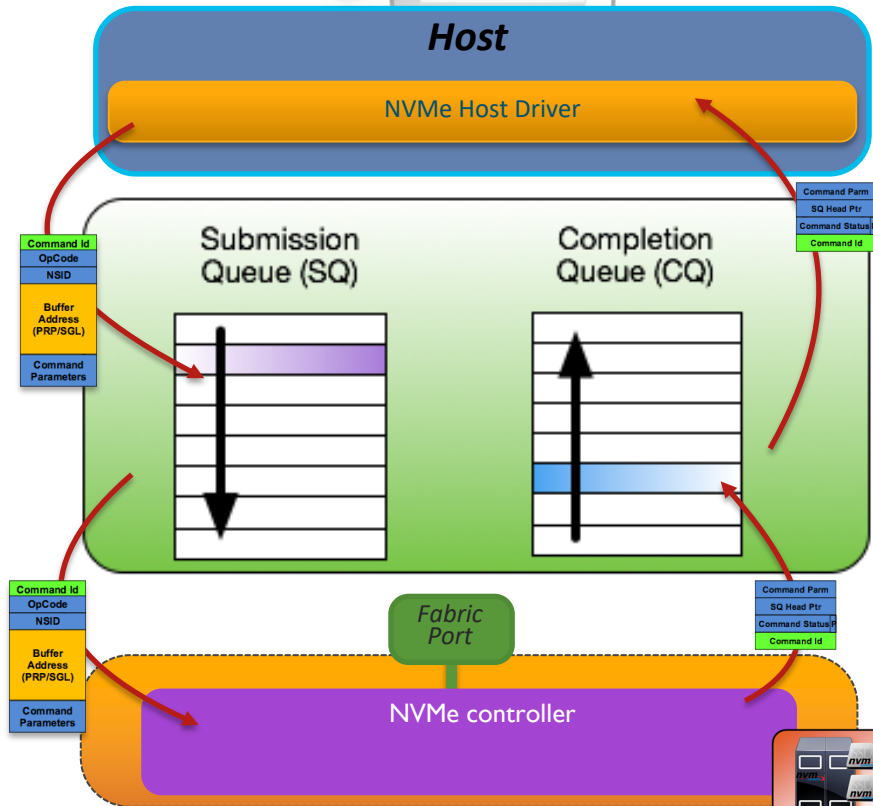 Host
NVMe Host Driver
Command Parm
SQ Head Ptr
Command Status
Command Id
Command Id
OpCode
NSID
Buffer
Address
(PRP/SGL)
Command
Parameters
Submission
Queue (SQ)
Completion
Queue (CQ)
Command Id
OpCode
NSID
Buffer
Address
(PRP/SGL)
Command
Parameters
Command Parm
SQ Head Ptr
Command Status P
Command Id
Fabric
Port
NVMe controller
nvm
nvm
nvm